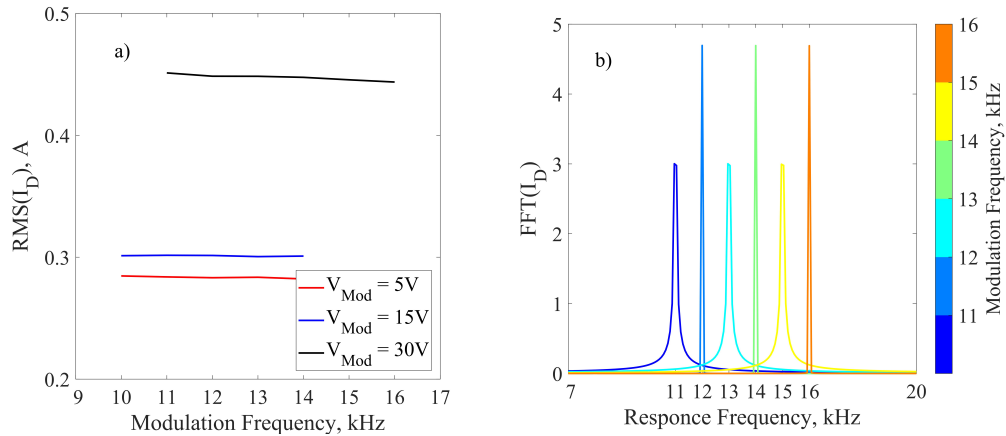 a)
0.5
0.4
0.3
0.2
RMS(I_D), A
9 10 11 12 13 14 15 16 17
Modulation Frequency, kHz
V_Mod = 5V
V_Mod = 15V
V_Mod = 30V
b)
5
4
3
2
1
0
FFT(I_D)
7 11 12 13 14 15 16 20
Responce Frequency, kHz
16
15
14
13
12
11
Modulation Frequency, kHz